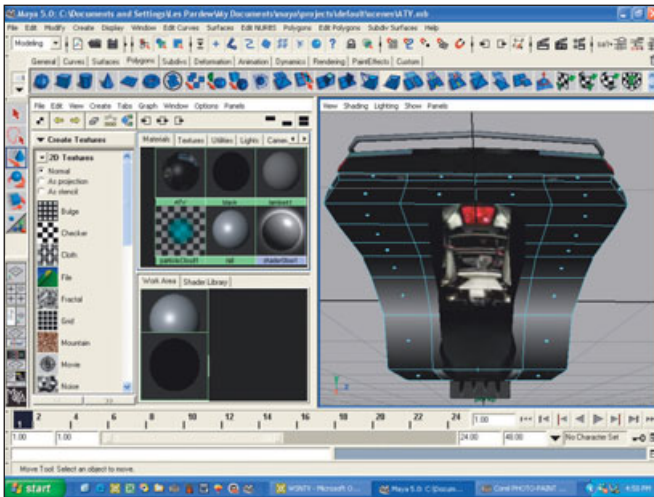 Maya 5.0: C:\Documents and Settings\Les Pardew\My Documents\maya\projects\default\scenes\ATV.mb
File Edit Modify Create Display Window Edit Curves Surfaces Edit NURBS Polygons Edit Polygons Subdiv Surfaces Help
Modeling
General Curves Surfaces Polygons Subdivs Deformation Animation Dynamics Rendering PaintEffects Custom
File Edit View Create Tabs Graph Window Options Panels
View Shading Lighting Show Panels
Create Textures
Materials Textures Utilities Lights
2D Textures
Normal
As projection
As stencil
Bulge
Checker
Cloth
File
Fractal
Grid
Mountain
Movie
Noise
ATV black lambert1
particleCloud1 shaderGlow1
Work Area Shader Library
2 4 6 8 10 12 14 16 18 20 22 24 1.00
1
1.00 1.00 24.00 48.00 No Character Set
Move Tool: Select an object to move.
start Maya 5.0: C:\Docum... Corel PHOTO-PAINT ... 4:50 PM